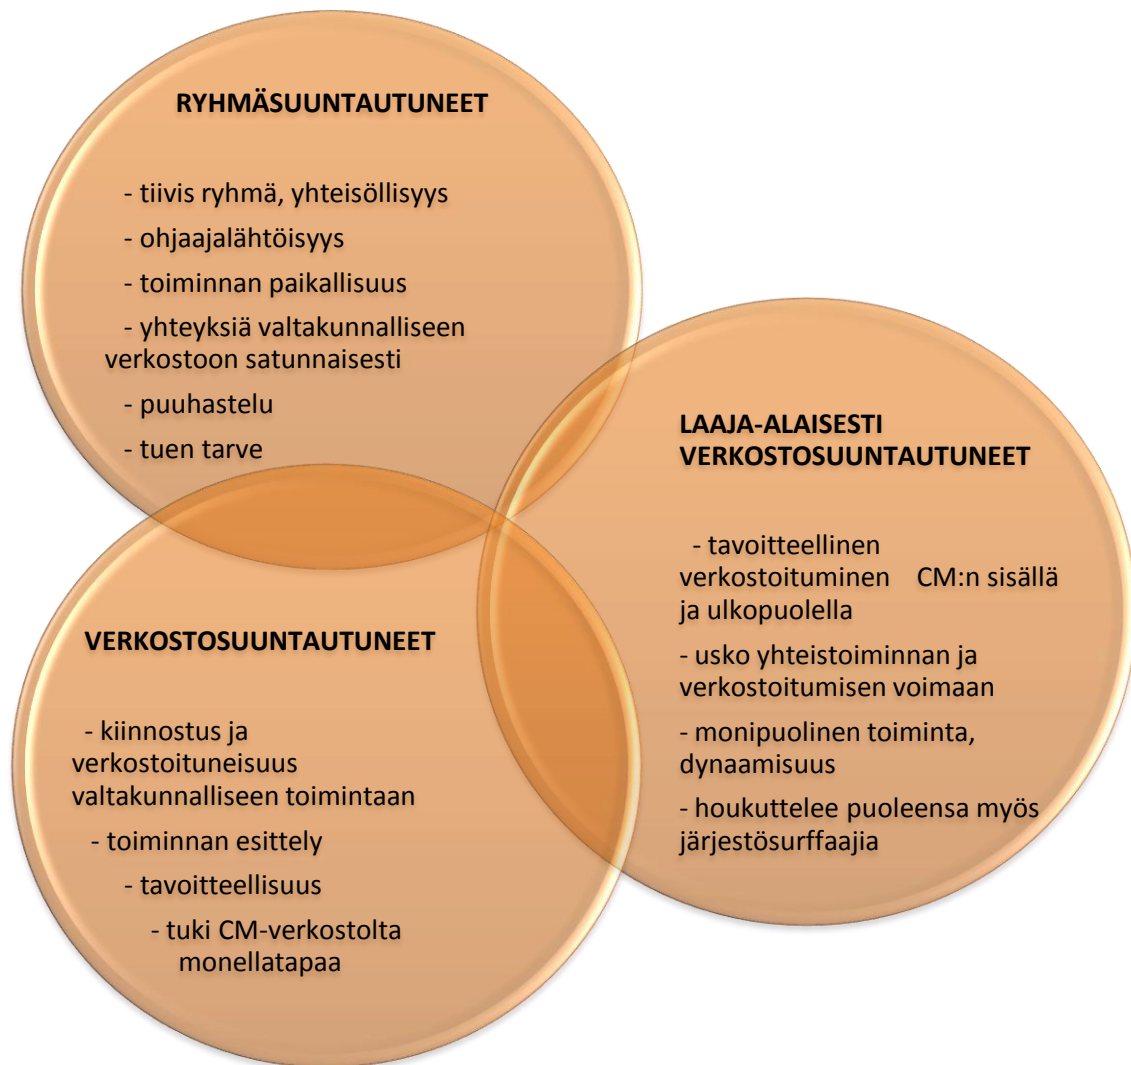 RYHMÄSUUNTAUTUNEET
- tiivis ryhmä, yhteisöllisyys
- ohjaajalähtöisyys
- toiminnan paikallisuus
- yhteyksiä valtakunnalliseen
verkostoon satunnaisesti
- puuhastelu
- tuen tarve
LAAJA-ALAISESTI
VERKOSTOSUUNTAUTUNEET
- tavoitteellinen
verkostoituminen CM:n sisällä
ja ulkopuolella
- usko yhteistoiminnan ja
verkostoitumisen voimaan
- monipuolinen toiminta,
dynaamisuus
- houkuttelee puoleensa myös
järjestösurffaajia
VERKOSTOSUUNTAUTUNEET
- kiinnostus ja
verkostoituneisuus
valtakunnalliseen toimintaan
- toiminnan esittely
- tavoitteellisuus
- tuki CM-verkostolta
monellatapaa